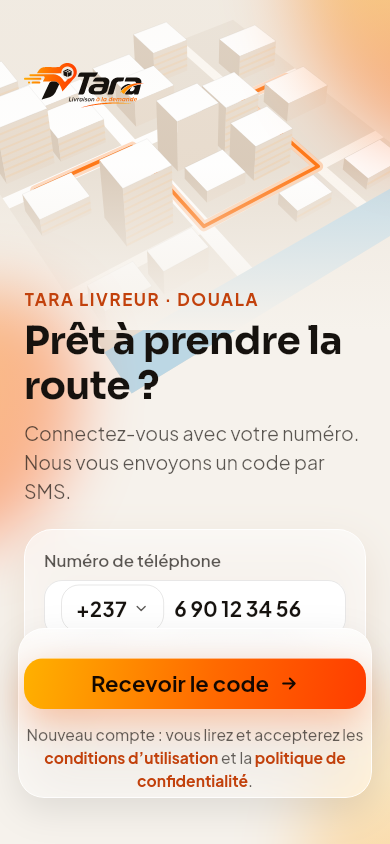 Tara
Livraison à la demande
TARA LIVREUR · DOUALA
Prêt à prendre la
route ?
Connectez-vous avec votre numéro.
Nous vous envoyons un code par
SMS.
Numéro de téléphone
+237 6 90 12 34 56
Recevoir le code →
Nouveau compte : vous lirez et accepterez les
conditions d’utilisation et la politique de
confidentialité.